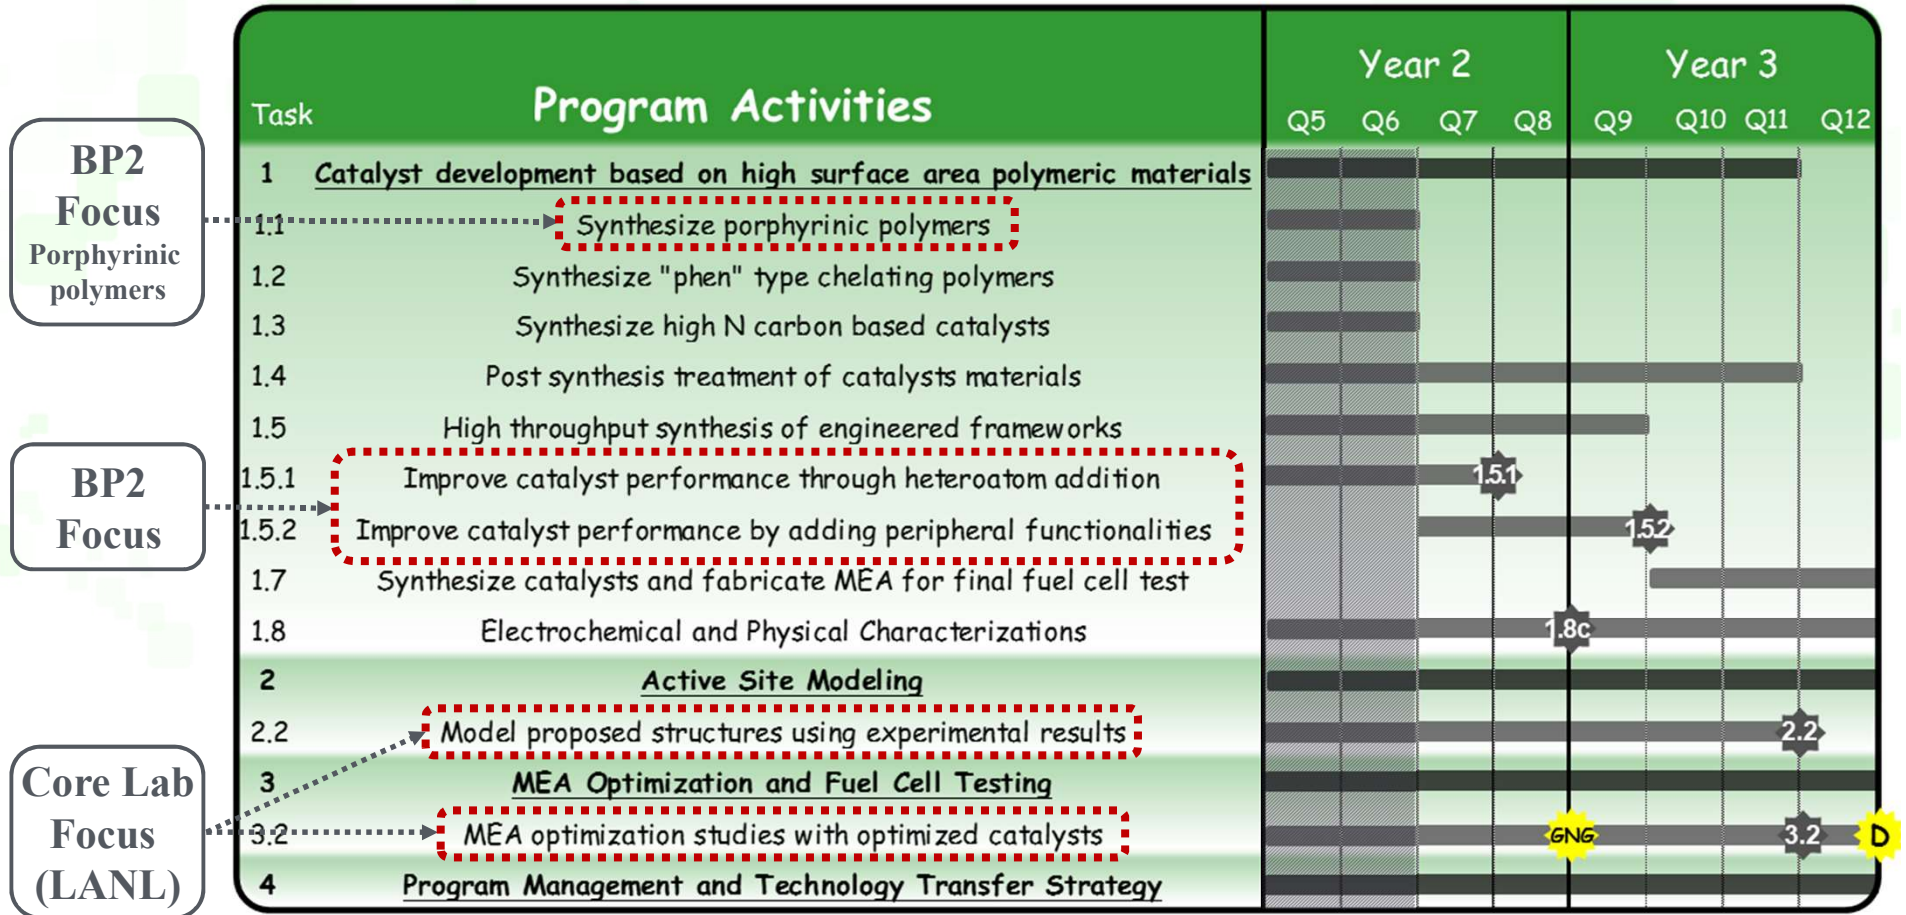 Year 2 Year 3
Task Program Activities Q5 Q6 Q7 Q8 Q9 Q10 Q11 Q12
BP2
Focus
Porphyrinic
polymers
1 Catalyst development based on high surface area polymeric materials
1.1 Synthesize porphyrinic polymers
1.2 Synthesize "phen" type chelating polymers
1.3 Synthesize high N carbon based catalysts
1.4 Post synthesis treatment of catalysts materials
1.5 High throughput synthesis of engineered frameworks
BP2
Focus
1.5.1 Improve catalyst performance through heteroatom addition 1.5.1
1.5.2 Improve catalyst performance by adding peripheral functionalities 1.5.2
1.7 Synthesize catalysts and fabricate MEA for final fuel cell test
1.8 Electrochemical and Physical Characterizations 1.8c
2 Active Site Modeling
2.2 Model proposed structures using experimental results 2.2
Core Lab
Focus
(LANL)
3 MEA Optimization and Fuel Cell Testing
3.2 MEA optimization studies with optimized catalysts GNG 3.2 D
4 Program Management and Technology Transfer Strategy